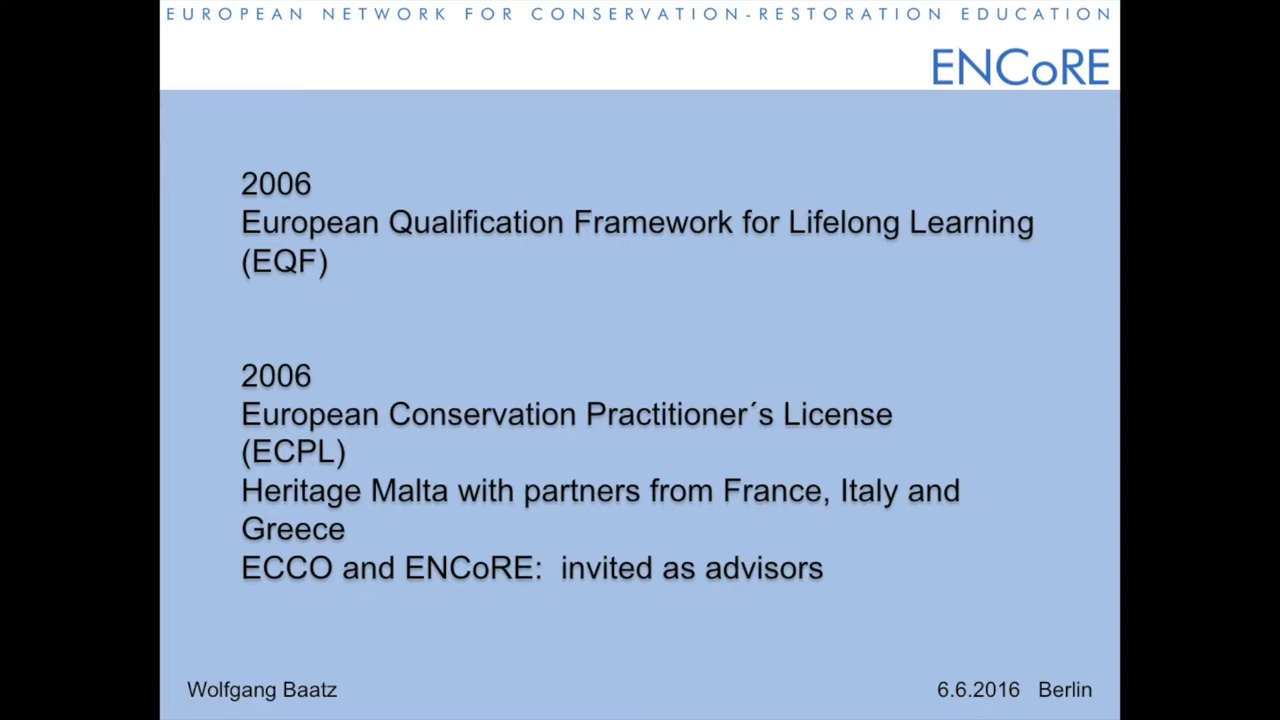 EUROPEAN NETWORK FOR CONSERVATION-RESTORATION EDUCATION
ENCoRE
2006
European Qualification Framework for Lifelong Learning
(EQF)
2006
European Conservation Practitioner´s License
(ECPL)
Heritage Malta with partners from France, Italy and
Greece
ECCO and ENCoRE:  invited as advisors
Wolfgang Baatz
6.6.2016   Berlin